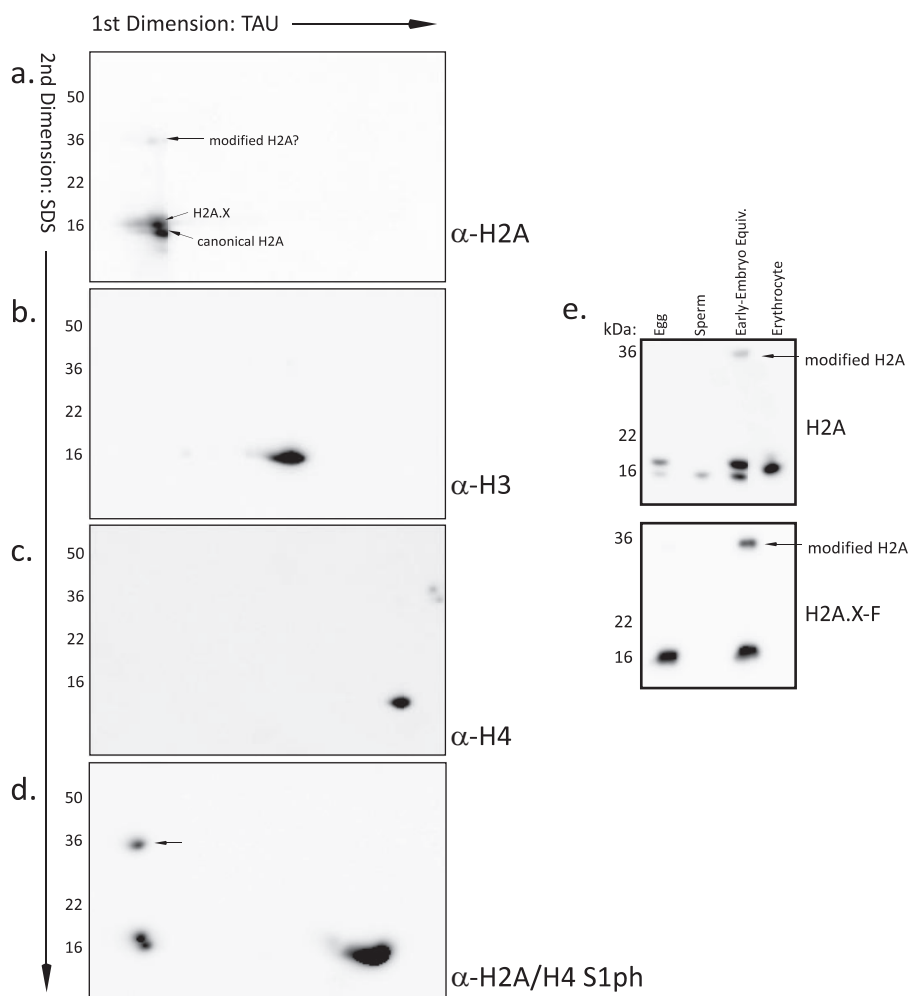 1st Dimension: TAU
2nd Dimension: SDS
a.
50
36
22
16
modified H2A?
H2A.X
canonical H2A
α-H2A
b.
50
36
22
16
α-H3
c.
50
36
22
16
α-H4
d.
50
36
22
16
α-H2A/H4 S1ph
e.
kDa:
Egg
Sperm
Early-Embryo Equiv.
Erythrocyte
36
22
16
modified H2A
H2A
36
22
16
modified H2A
H2A.X-F